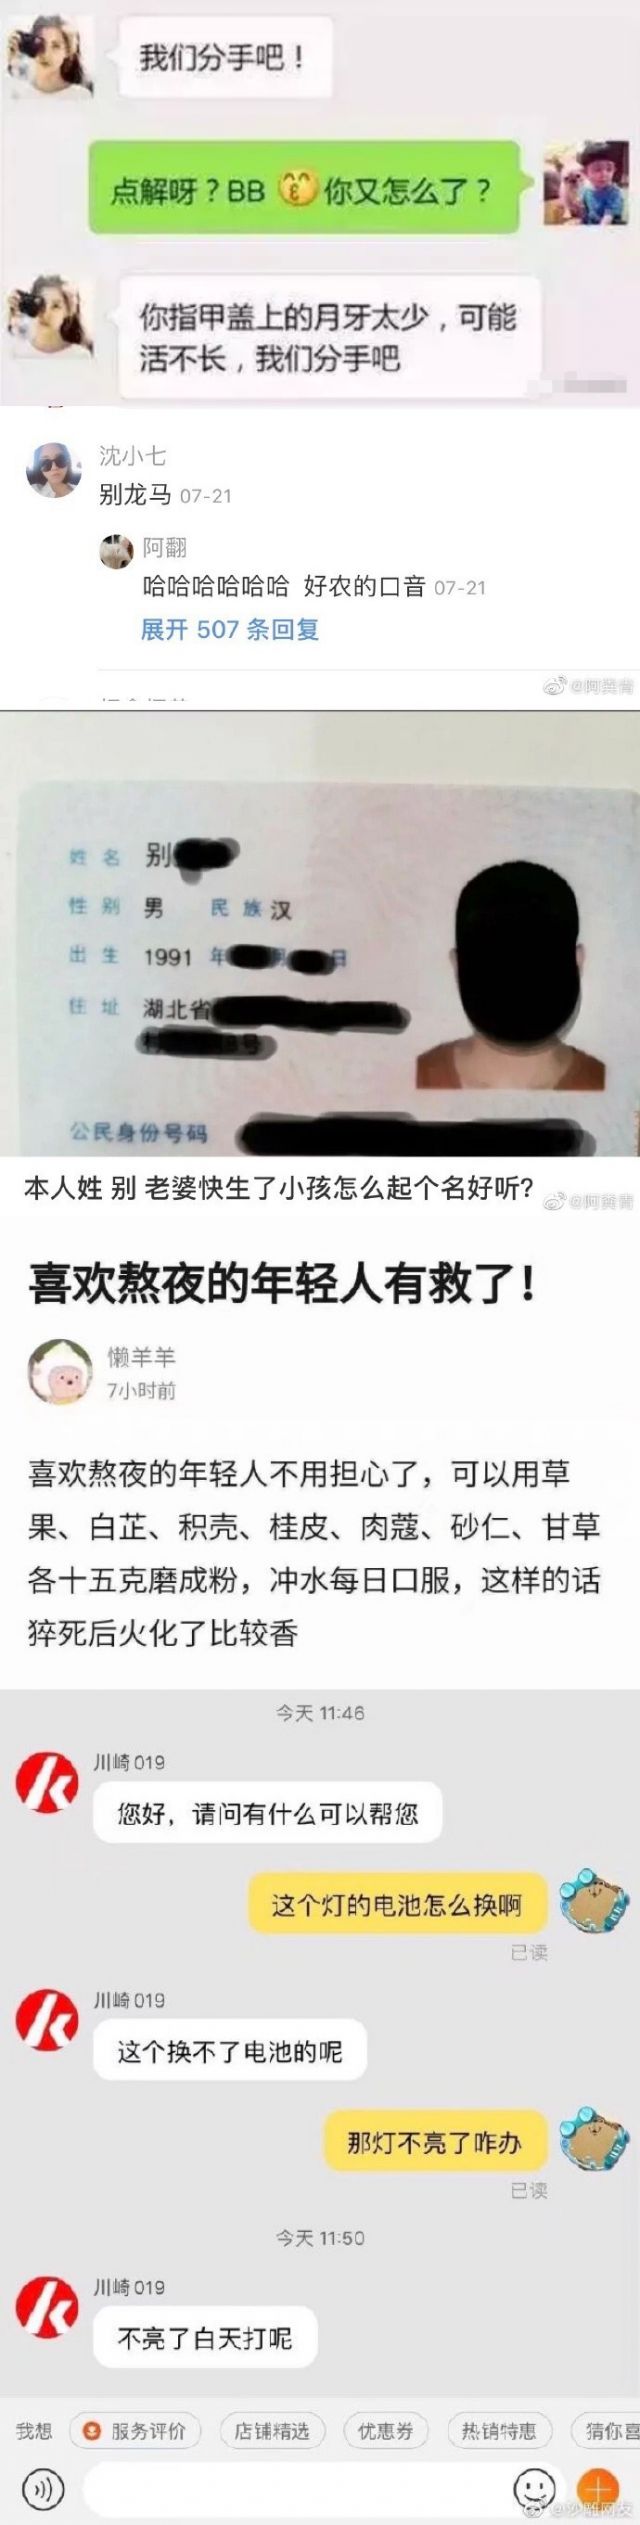 我们分手吧！
点解呀？BB 你又怎么了？
你指甲盖上的月牙太少，可能
活不长，我们分手吧
沈小七
别龙马 07-21
阿翻
哈哈哈哈哈哈 好农的口音 07-21
展开 507 条回复
@阿粪青
姓名 别
性别 男 民族 汉
出生 1991 年 月 日
住址 湖北省
号
公民身份号码
本人姓 别 老婆快生了小孩怎么起个名好听?
@阿粪青
喜欢熬夜的年轻人有救了！
懒羊羊
7小时前
喜欢熬夜的年轻人不用担心了，可以用草
果、白芷、积壳、桂皮、肉蔻、砂仁、甘草
各十五克磨成粉，冲水每日口服，这样的话
猝死后火化了比较香
今天 11:46
川崎019
您好，请问有什么可以帮您
这个灯的电池怎么换啊
已读
川崎019
这个换不了电池的呢
那灯不亮了咋办
已读
今天 11:50
川崎019
不亮了白天打呢
我想 服务评价 店铺精选 优惠券 热销特惠 猜你喜
@沙雕网友